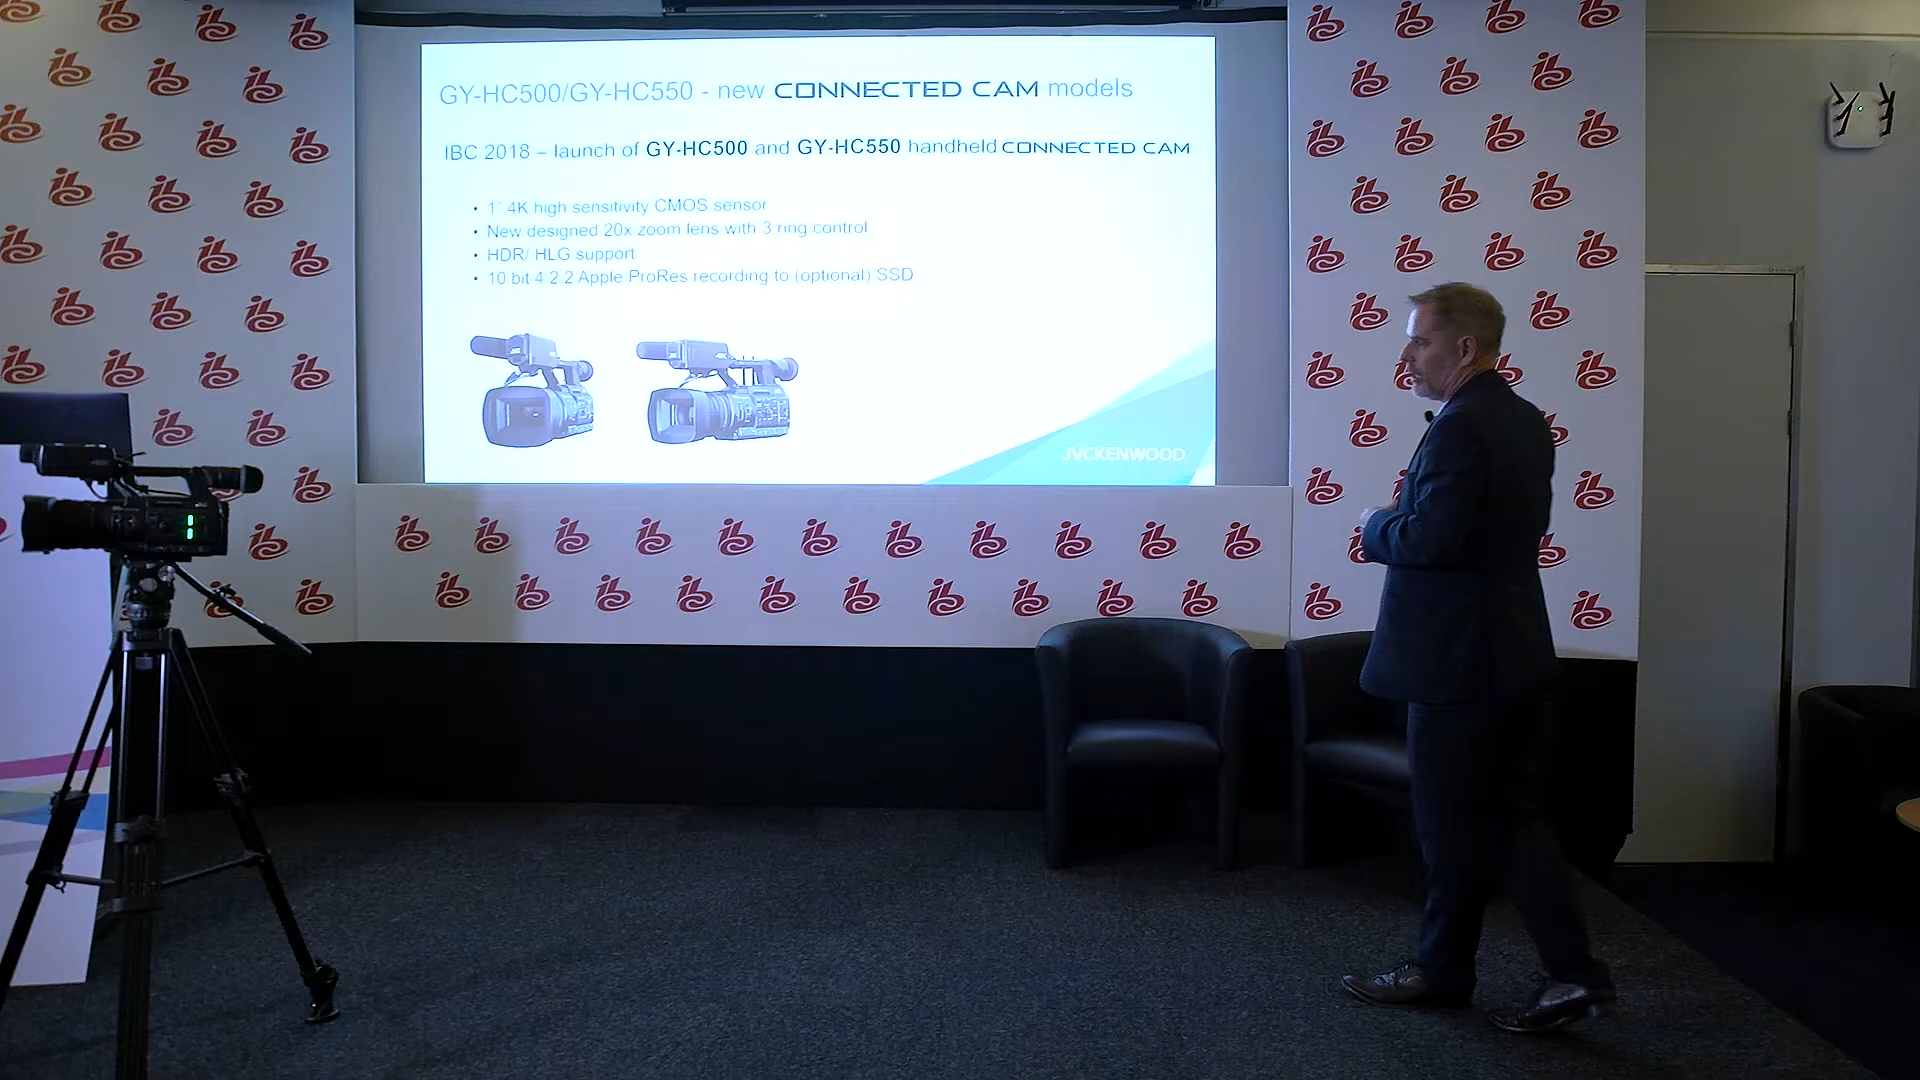 GY-HC500/GY-HC550 - new CONNECTED CAM models
IBC 2018 – launch of GY-HC500 and GY-HC550 handheld CONNECTED CAM
• 1" 4K high sensitivity CMOS sensor
• New designed 20x zoom lens with 3 ring control
• HDR/ HLG support
• 10 bit 4:2:2 Apple ProRes recording to (optional) SSD
JVCKENWOOD